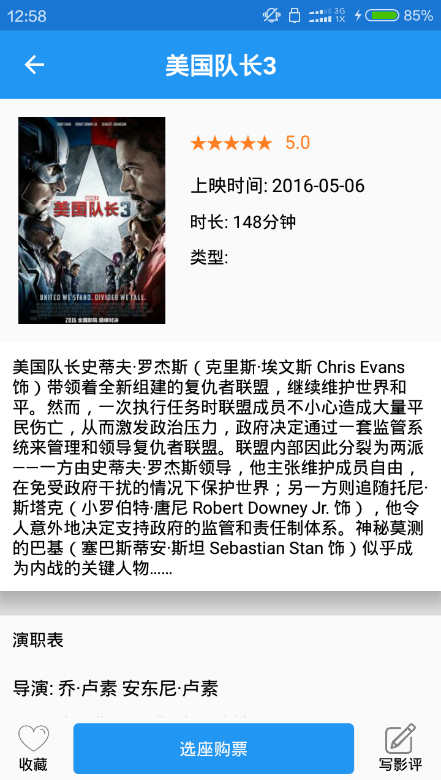 12:58
3G
1X
85%
美国队长3
MARVEL
美国队长3
UNITED WE STAND. DIVIDED WE FALL.
5.0
上映时间: 2016-05-06
时长: 148分钟
类型:
美国队长史蒂夫·罗杰斯（克里斯·埃文斯 Chris Evans
饰）带领着全新组建的复仇者联盟，继续维护世界和
平。然而，一次执行任务时联盟成员不小心造成大量平
民伤亡，从而激发政治压力，政府决定通过一套监管系
统来管理和领导复仇者联盟。联盟内部因此分裂为两派
——一方由史蒂夫·罗杰斯领导，他主张维护成员自由，
在免受政府干扰的情况下保护世界；另一方则追随托尼·
斯塔克（小罗伯特·唐尼 Robert Downey Jr. 饰），他令
人意外地决定支持政府的监管和责任制体系。神秘莫测
的巴基（塞巴斯蒂安·斯坦 Sebastian Stan 饰）似乎成
为内战的关键人物……
演职表
导演: 乔·卢素 安东尼·卢素
收藏
选座购票
写影评